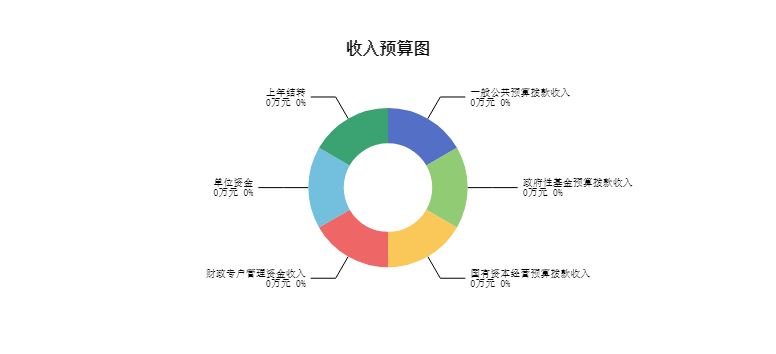 收入预算图
上年结转
0万元 0%
一般公共预算拨款收入
0万元 0%
单位资金
0万元 0%
政府性基金预算拨款收入
0万元 0%
财政专户管理资金收入
0万元 0%
国有资本经营预算拨款收入
0万元 0%